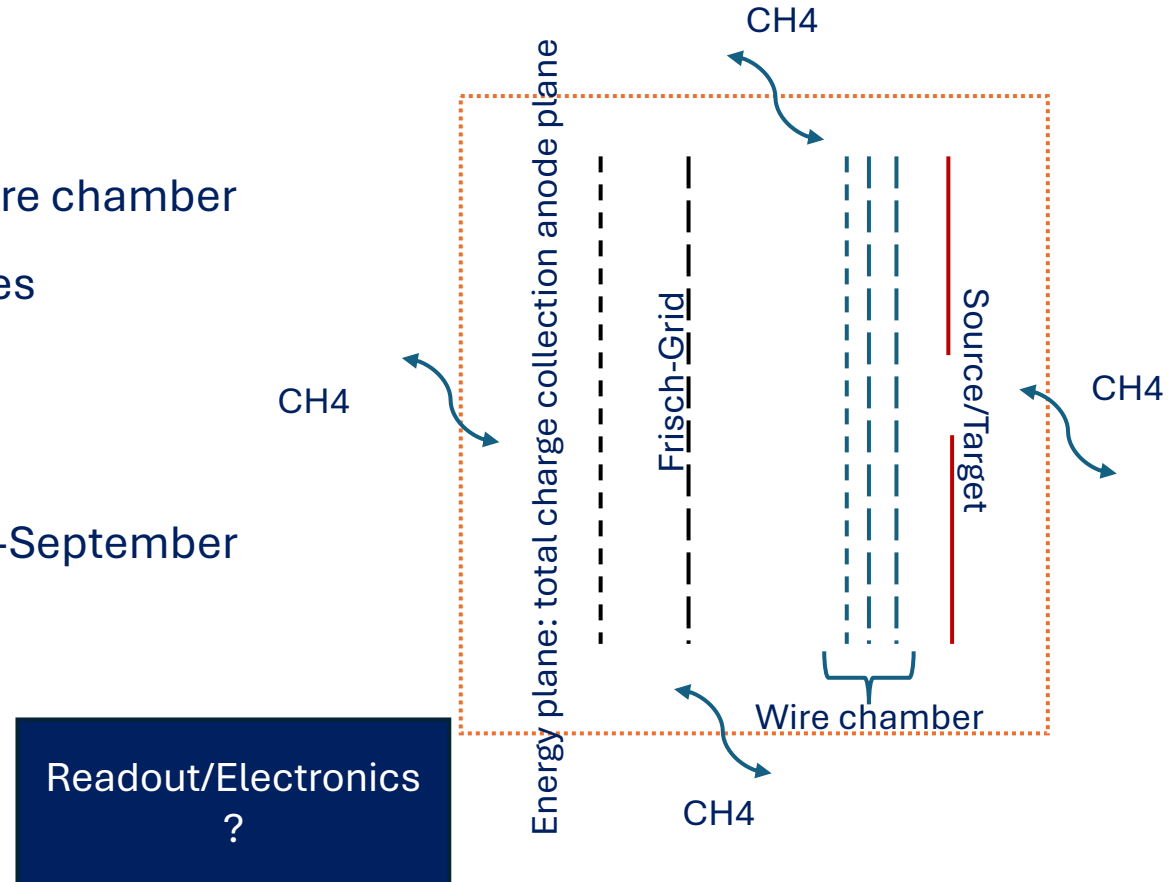 CH4
re chamber
es
Energy plane: total charge collection anode plane
Frisch-Grid
Source/Target
CH4
CH4
-September
Wire chamber
Readout/Electronics
?
CH4